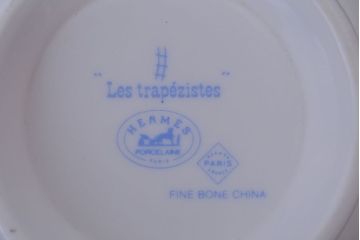 "Les trapézistes"
HERMES
PORCELAINE
PARIS
PARIS
FINE BONE CHINA